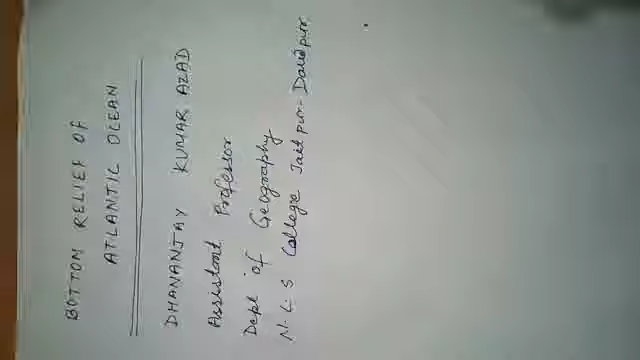 BOTTOM RELIEF OF
ATLANTIC OCEAN
DHANANJAY KUMAR AZAD
Assistant Professor
Dept of Geography
N.L.S College Jaitpur-Daudpur